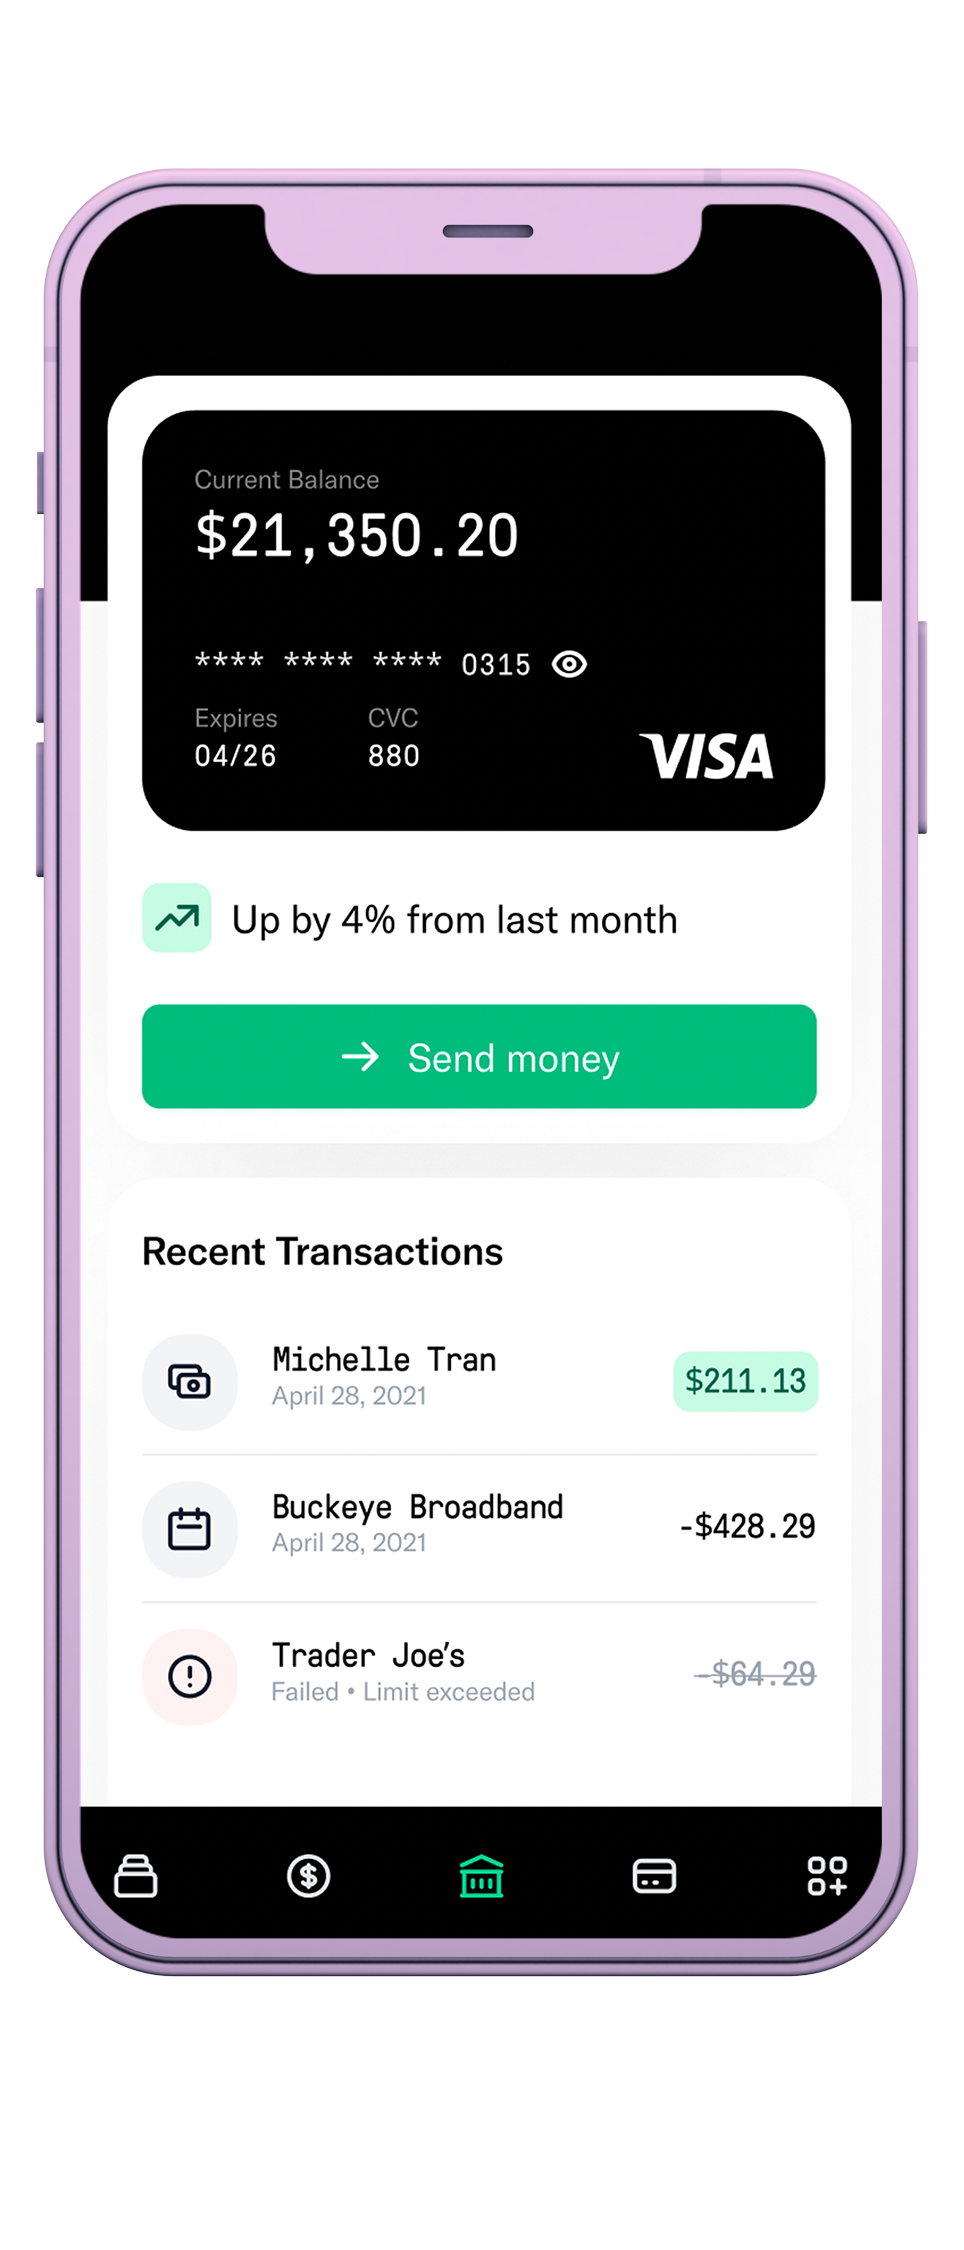 Current Balance
$21,350.20
**** **** **** 0315
Expires CVC
04/26 880
VISA
Up by 4% from last month
Send money
Recent Transactions
Michelle Tran
April 28, 2021
$211.13
Buckeye Broadband
April 28, 2021
-$428.29
Trader Joe's
Failed • Limit exceeded
-$64.29